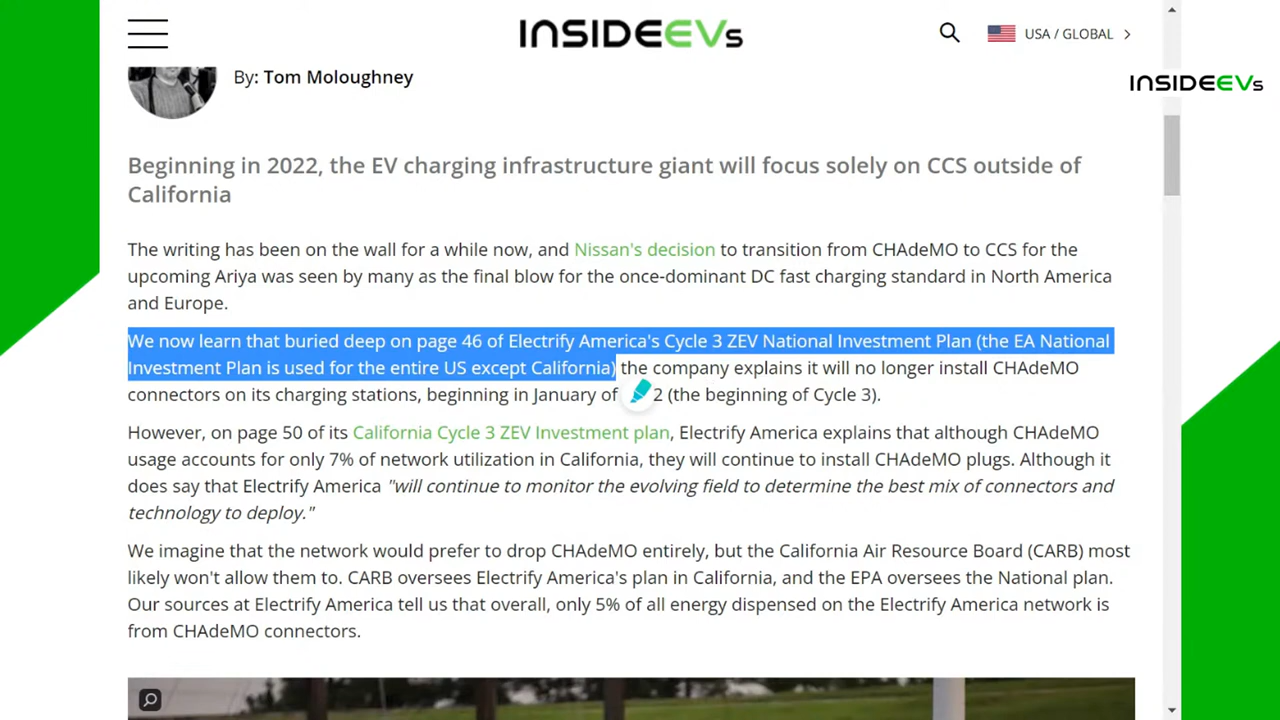 INSIDEEVs
USA / GLOBAL
INSIDEEVs
By: Tom Moloughney
Beginning in 2022, the EV charging infrastructure giant will focus solely on CCS outside of
California
The writing has been on the wall for a while now, and Nissan's decision to transition from CHAdeMO to CCS for the
upcoming Ariya was seen by many as the final blow for the once-dominant DC fast charging standard in North America
and Europe.
We now learn that buried deep on page 46 of Electrify America's Cycle 3 ZEV National Investment Plan (the EA National
Investment Plan is used for the entire US except California) the company explains it will no longer install CHAdeMO
connectors on its charging stations, beginning in January of 2 (the beginning of Cycle 3).
However, on page 50 of its California Cycle 3 ZEV Investment plan, Electrify America explains that although CHAdeMO
usage accounts for only 7% of network utilization in California, they will continue to install CHAdeMO plugs. Although it
does say that Electrify America "will continue to monitor the evolving field to determine the best mix of connectors and
technology to deploy."
We imagine that the network would prefer to drop CHAdeMO entirely, but the California Air Resource Board (CARB) most
likely won't allow them to. CARB oversees Electrify America's plan in California, and the EPA oversees the National plan.
Our sources at Electrify America tell us that overall, only 5% of all energy dispensed on the Electrify America network is
from CHAdeMO connectors.